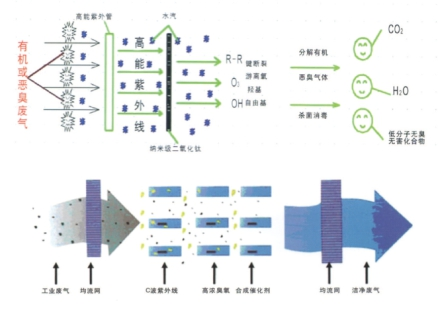 高能紫外管
水汽
有机或恶臭废气
高能紫外线
R-R 键断裂
O₂ 游离氧
羟基
OH 自由基
纳米级二氧化钛
分解有机
恶臭气体
杀菌消毒
CO₂
H₂O
低分子无臭
无害化合物
工业废气
均流网
C波紫外线
高浓臭氧
合成催化剂
均流网
洁净废气